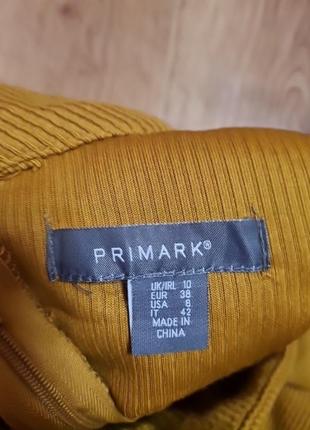 PRIMARK®
UK/IRL 10
EUR 38
USA 6
IT 42
MADE IN
CHINA